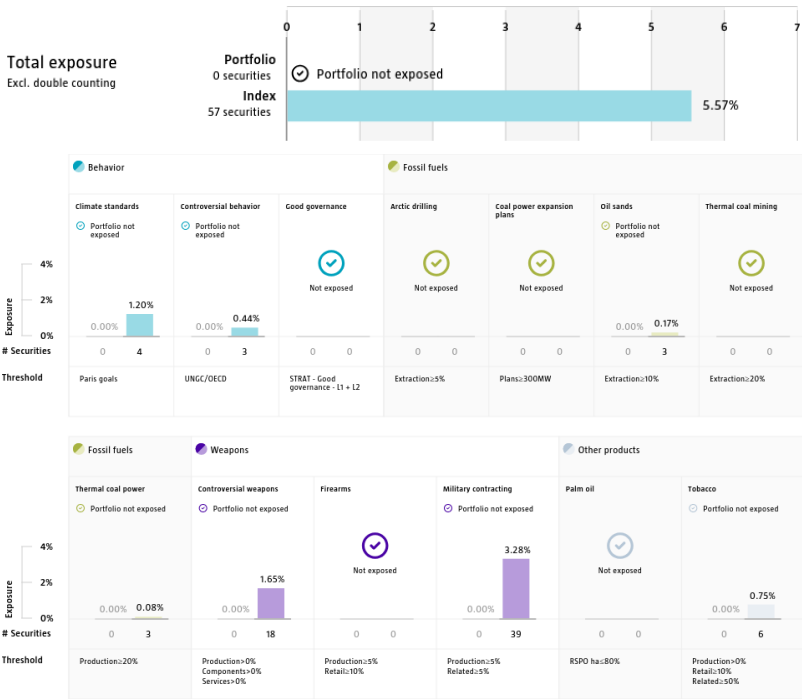 0 1 2 3 4 5 6 7
Total exposure
Excl. double counting
Portfolio
0 securities
Portfolio not exposed
Index
57 securities
5.57%
Behavior
Fossil fuels
Climate standards
Controversial behavior
Good governance
Arctic drilling
Coal power expansion
plans
Oil sands
Thermal coal mining
Portfolio not
exposed
Portfolio not
exposed
Portfolio not
exposed
Not exposed
Not exposed
Not exposed
Not exposed
Exposure
4%
2%
0%
0.00% 1.20%
0.00% 0.44%
0.00% 0.17%
# Securities 0 4 0 3 0 0 0 0 0 0 0 3 0 0
Threshold
Paris goals
UNGC/OECD
STRAT - Good
governance - L1 + L2
Extraction≥5%
Plans≥300MW
Extraction≥10%
Extraction≥20%
Fossil fuels
Weapons
Other products
Thermal coal power
Controversial weapons
Firearms
Military contracting
Palm oil
Tobacco
Portfolio not exposed
Portfolio not exposed
Portfolio not exposed
Portfolio not exposed
Not exposed
Not exposed
Exposure
4%
2%
0%
0.00% 0.08%
0.00% 1.65%
0.00% 3.28%
0.00% 0.75%
# Securities 0 3 0 18 0 0 0 39 0 0 0 6
Threshold
Production≥20%
Production>0%
Components>0%
Services>0%
Production≥5%
Retail≥10%
Production≥5%
Related≥5%
RSPO ha≤80%
Production>0%
Retail≥10%
Related≥50%